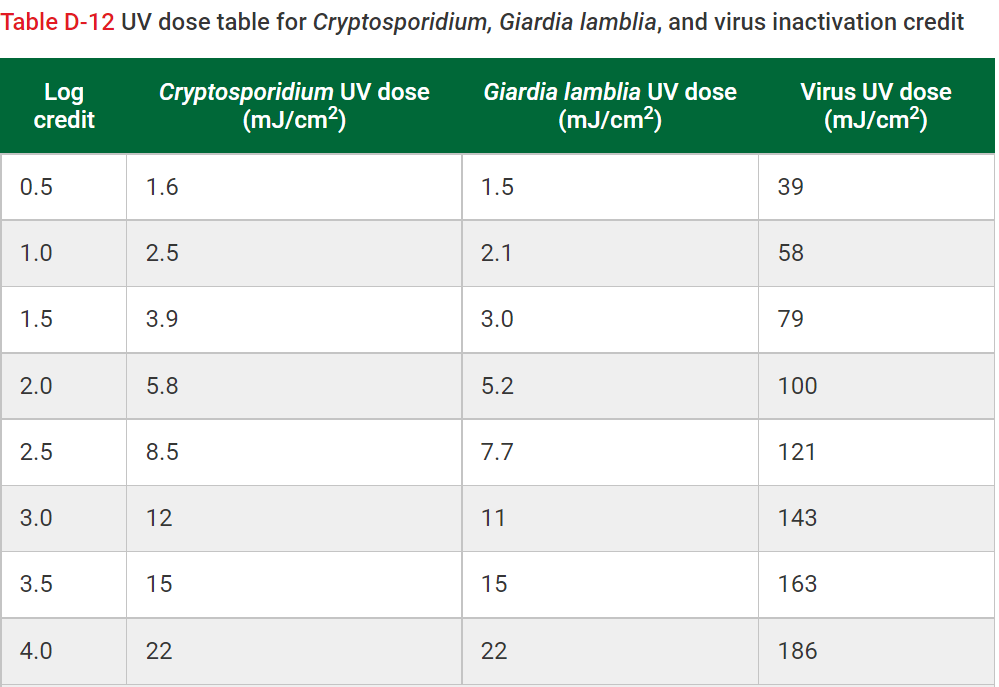 Table D-12 UV dose table for Cryptosporidium, Giardia lamblia, and virus inactivation credit
Log credit | Cryptosporidium UV dose (mJ/cm²) | Giardia lamblia UV dose (mJ/cm²) | Virus UV dose (mJ/cm²)
0.5 | 1.6 | 1.5 | 39
1.0 | 2.5 | 2.1 | 58
1.5 | 3.9 | 3.0 | 79
2.0 | 5.8 | 5.2 | 100
2.5 | 8.5 | 7.7 | 121
3.0 | 12 | 11 | 143
3.5 | 15 | 15 | 163
4.0 | 22 | 22 | 186